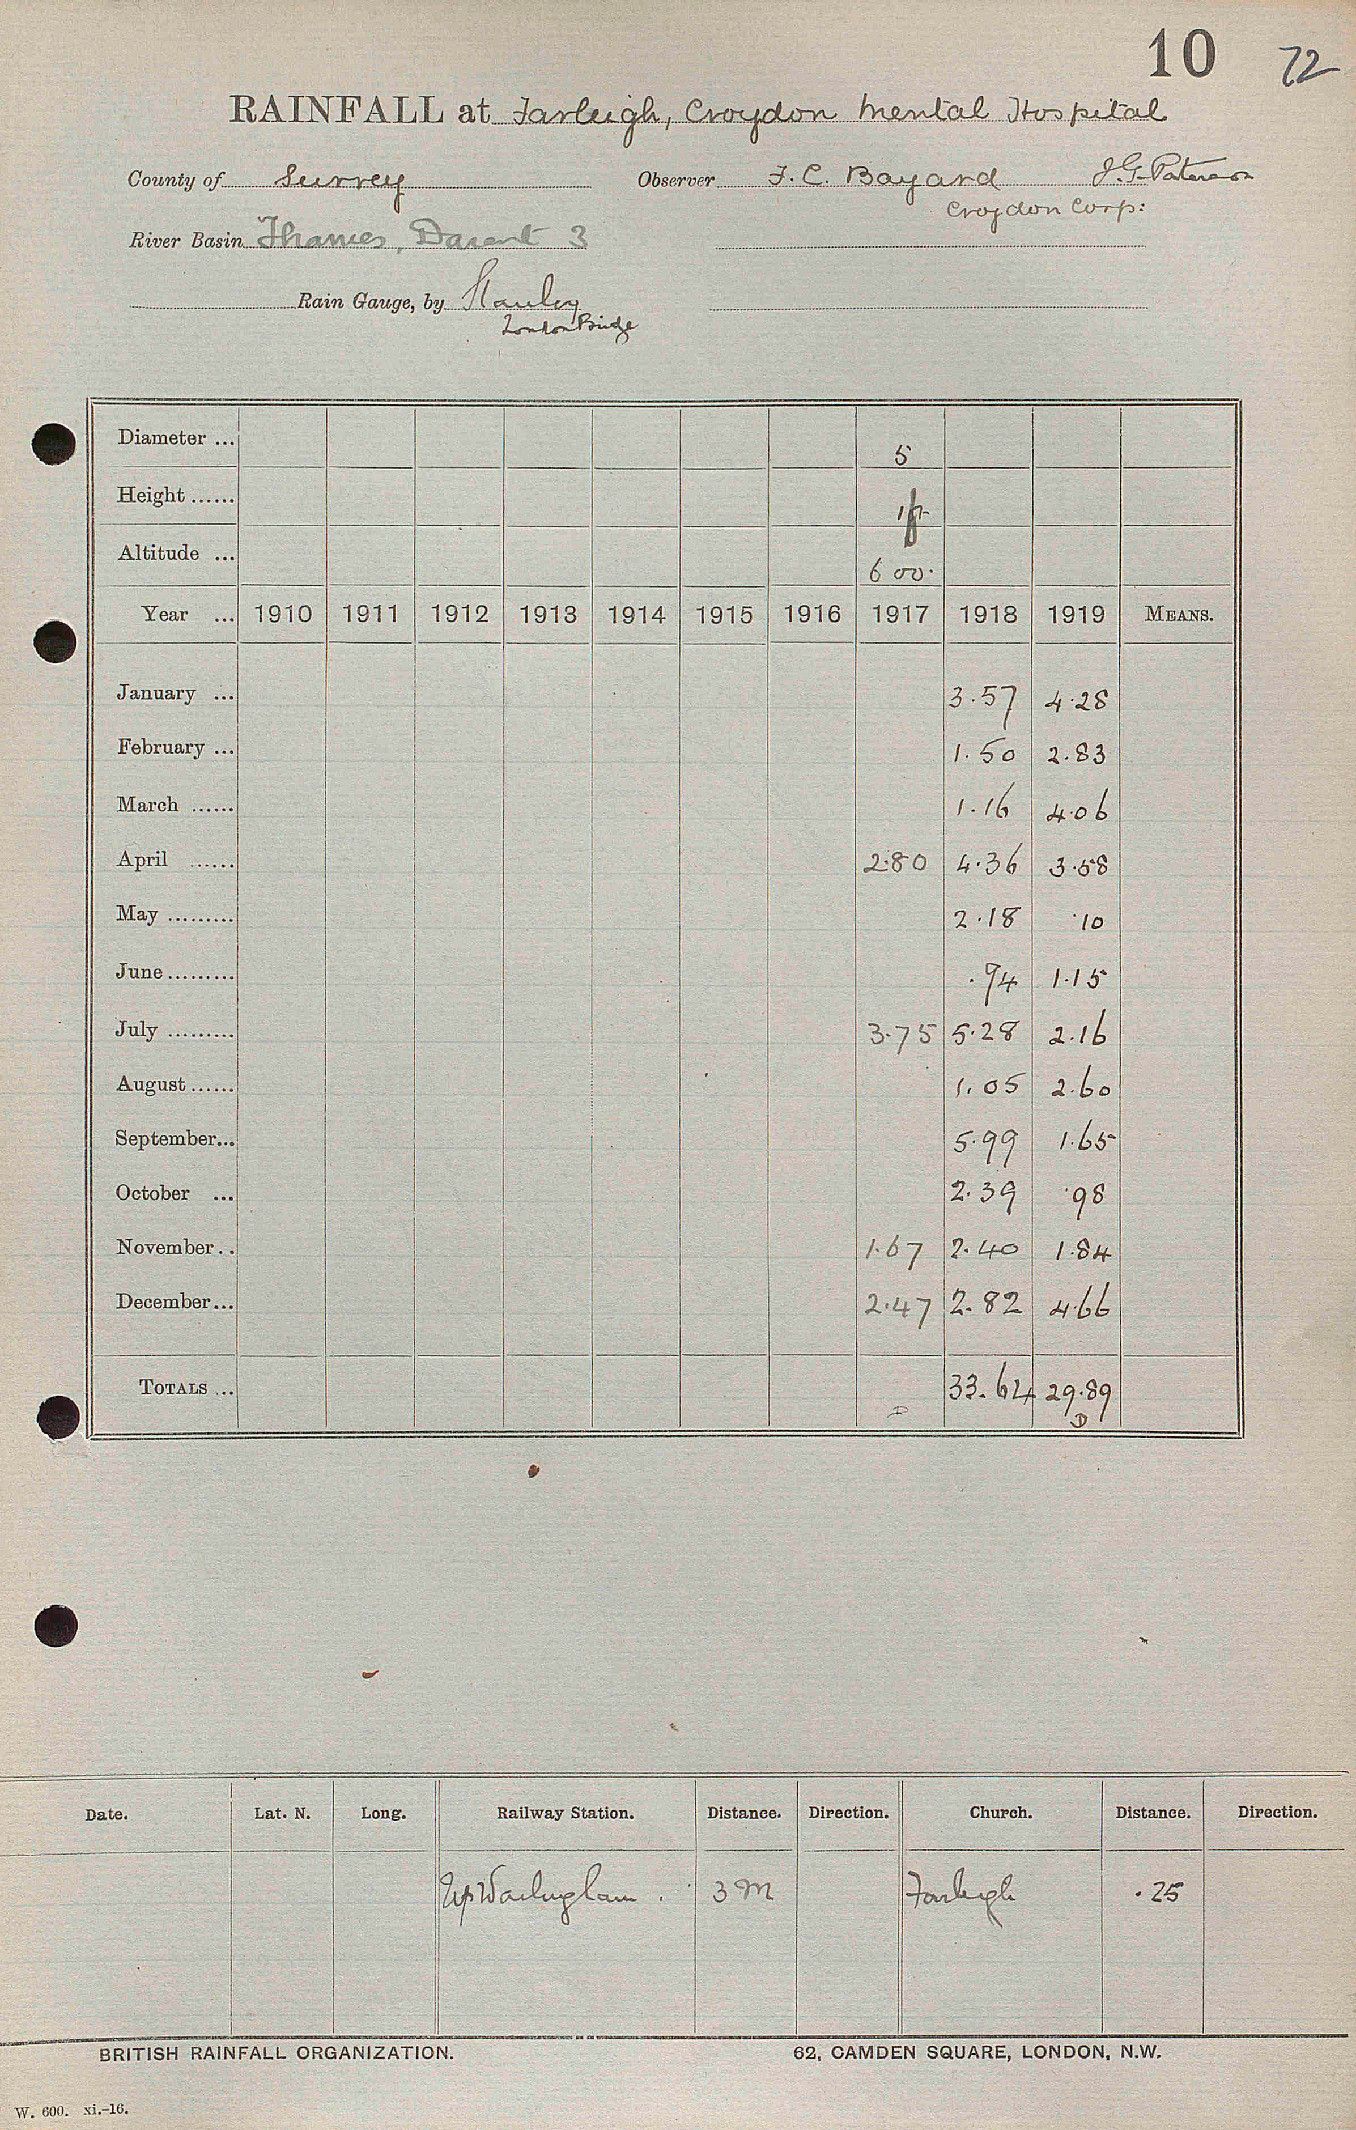 10 72
RAINFALL at Farleigh, Croydon Mental Hospital
County of Surrey Observer F. C. Bayard J. G. Paterson
Croydon Corp:
River Basin Thames, Darent 3
Rain Gauge, by Stanley
London Bridge
Diameter ... 5
Height ...... 1 ft
Altitude ... 600.
Year ... 1910 1911 1912 1913 1914 1915 1916 1917 1918 1919 MEANS.
January ... 3.57 4.28
February ... 1.50 2.83
March ...... 1.16 4.06
April ...... 2.80 4.36 3.58
May ......... 2.18 .10
June ......... .94 1.15
July ......... 3.75 5.28 2.16
August ...... 1.05 2.60
September... 5.99 1.65
October ... 2.39 .98
November.. 1.67 2.40 1.84
December... 2.47 2.82 4.66
TOTALS ... 33.64 29.89
D D
Date. Lat. N. Long. Railway Station. Distance. Direction. Church. Distance. Direction.
Up Warlingham. 3 M Farleigh .25
BRITISH RAINFALL ORGANIZATION. 62, CAMDEN SQUARE, LONDON, N.W.
W. 600. xi.-16.